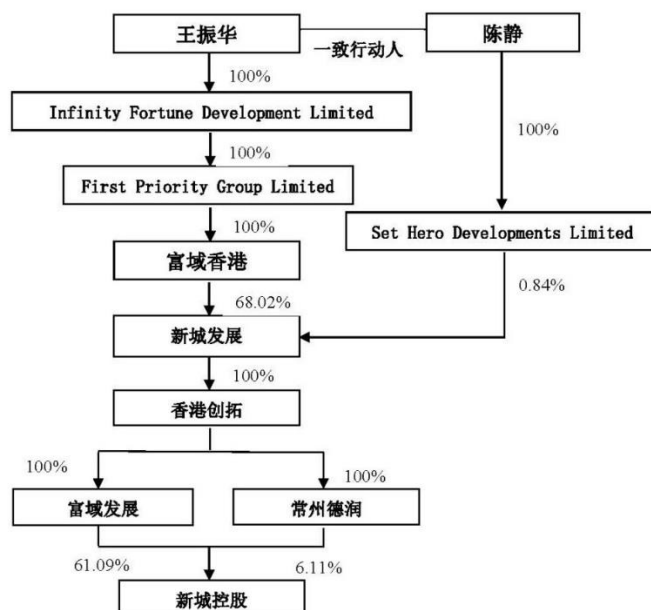 王振华
一致行动人
陈静
100%
Infinity Fortune Development Limited
100%
100%
First Priority Group Limited
100%
Set Hero Developments Limited
富域香港
68.02%
0.84%
新城发展
100%
香港创拓
100%
100%
富域发展
常州德润
61.09%
6.11%
新城控股